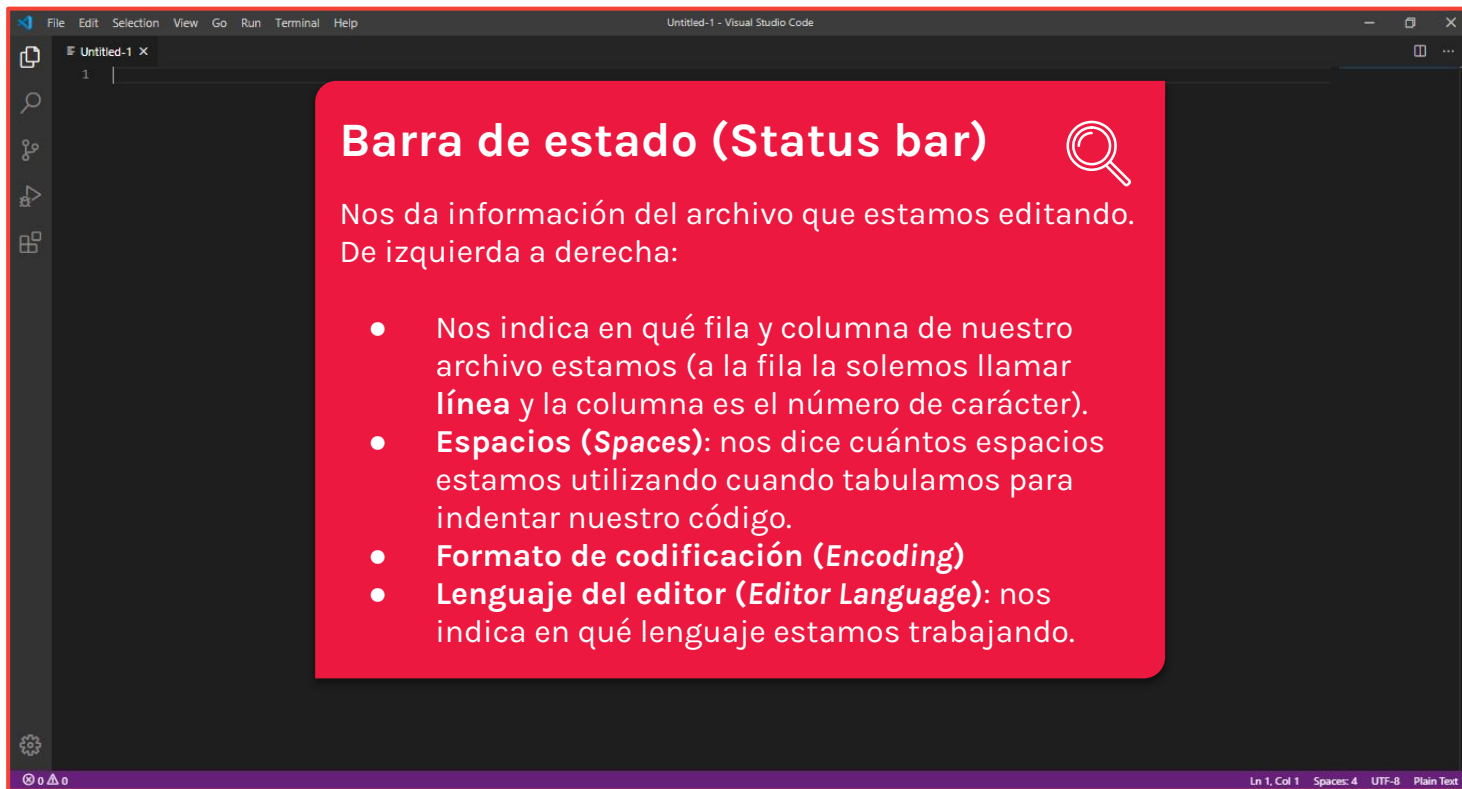 File Edit Selection View Go Run Terminal Help
Untitled-1 - Visual Studio Code
Untitled-1
1
Barra de estado (Status bar)
Nos da información del archivo que estamos editando.
De izquierda a derecha:
● Nos indica en qué fila y columna de nuestro
archivo estamos (a la fila la solemos llamar
línea y la columna es el número de carácter).
● Espacios (Spaces): nos dice cuántos espacios
estamos utilizando cuando tabulamos para
indentar nuestro código.
● Formato de codificación (Encoding)
● Lenguaje del editor (Editor Language): nos
indica en qué lenguaje estamos trabajando.
0 0
Ln 1, Col 1 Spaces: 4 UTF-8 Plain Text